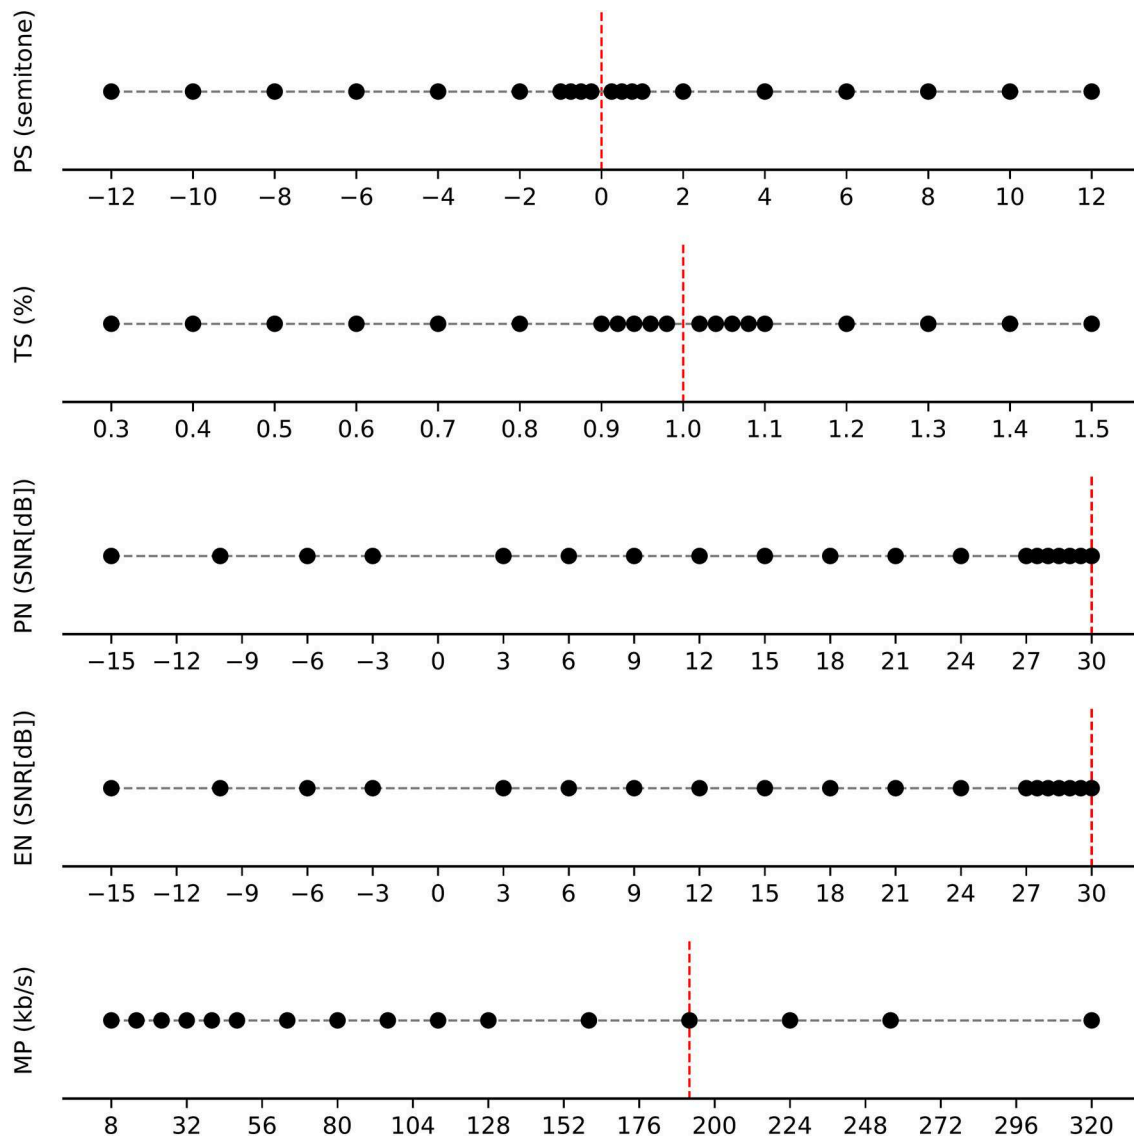 PS (semitone)
−12 −10 −8 −6 −4 −2 0 2 4 6 8 10 12
TS (%)
0.3 0.4 0.5 0.6 0.7 0.8 0.9 1.0 1.1 1.2 1.3 1.4 1.5
PN (SNR[dB])
−15 −12 −9 −6 −3 0 3 6 9 12 15 18 21 24 27 30
EN (SNR[dB])
−15 −12 −9 −6 −3 0 3 6 9 12 15 18 21 24 27 30
MP (kb/s)
8 32 56 80 104 128 152 176 200 224 248 272 296 320